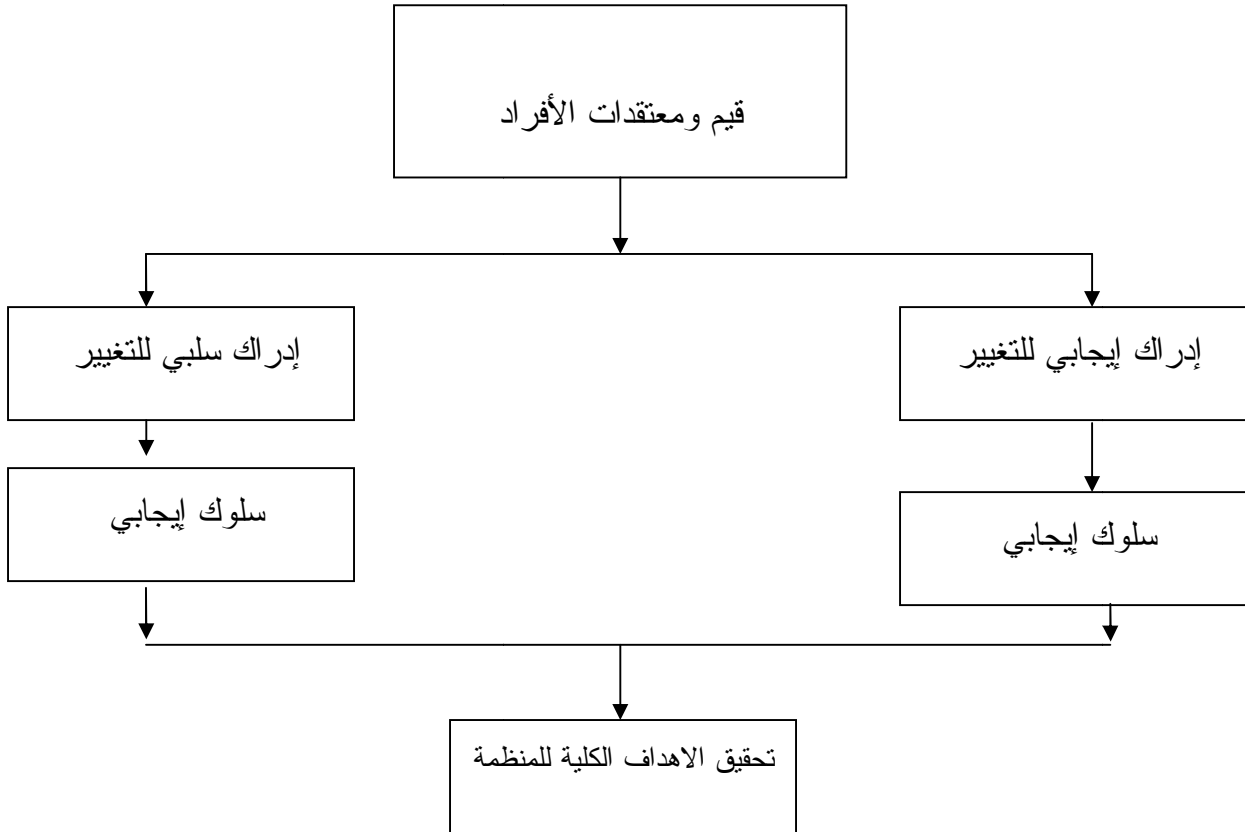 قيم ومعتقدات الأفراد
إدراك إيجابي للتغيير
إدراك سلبي للتغيير
سلوك إيجابي
سلوك إيجابي
تحقيق الاهداف الكلية للمنظمة